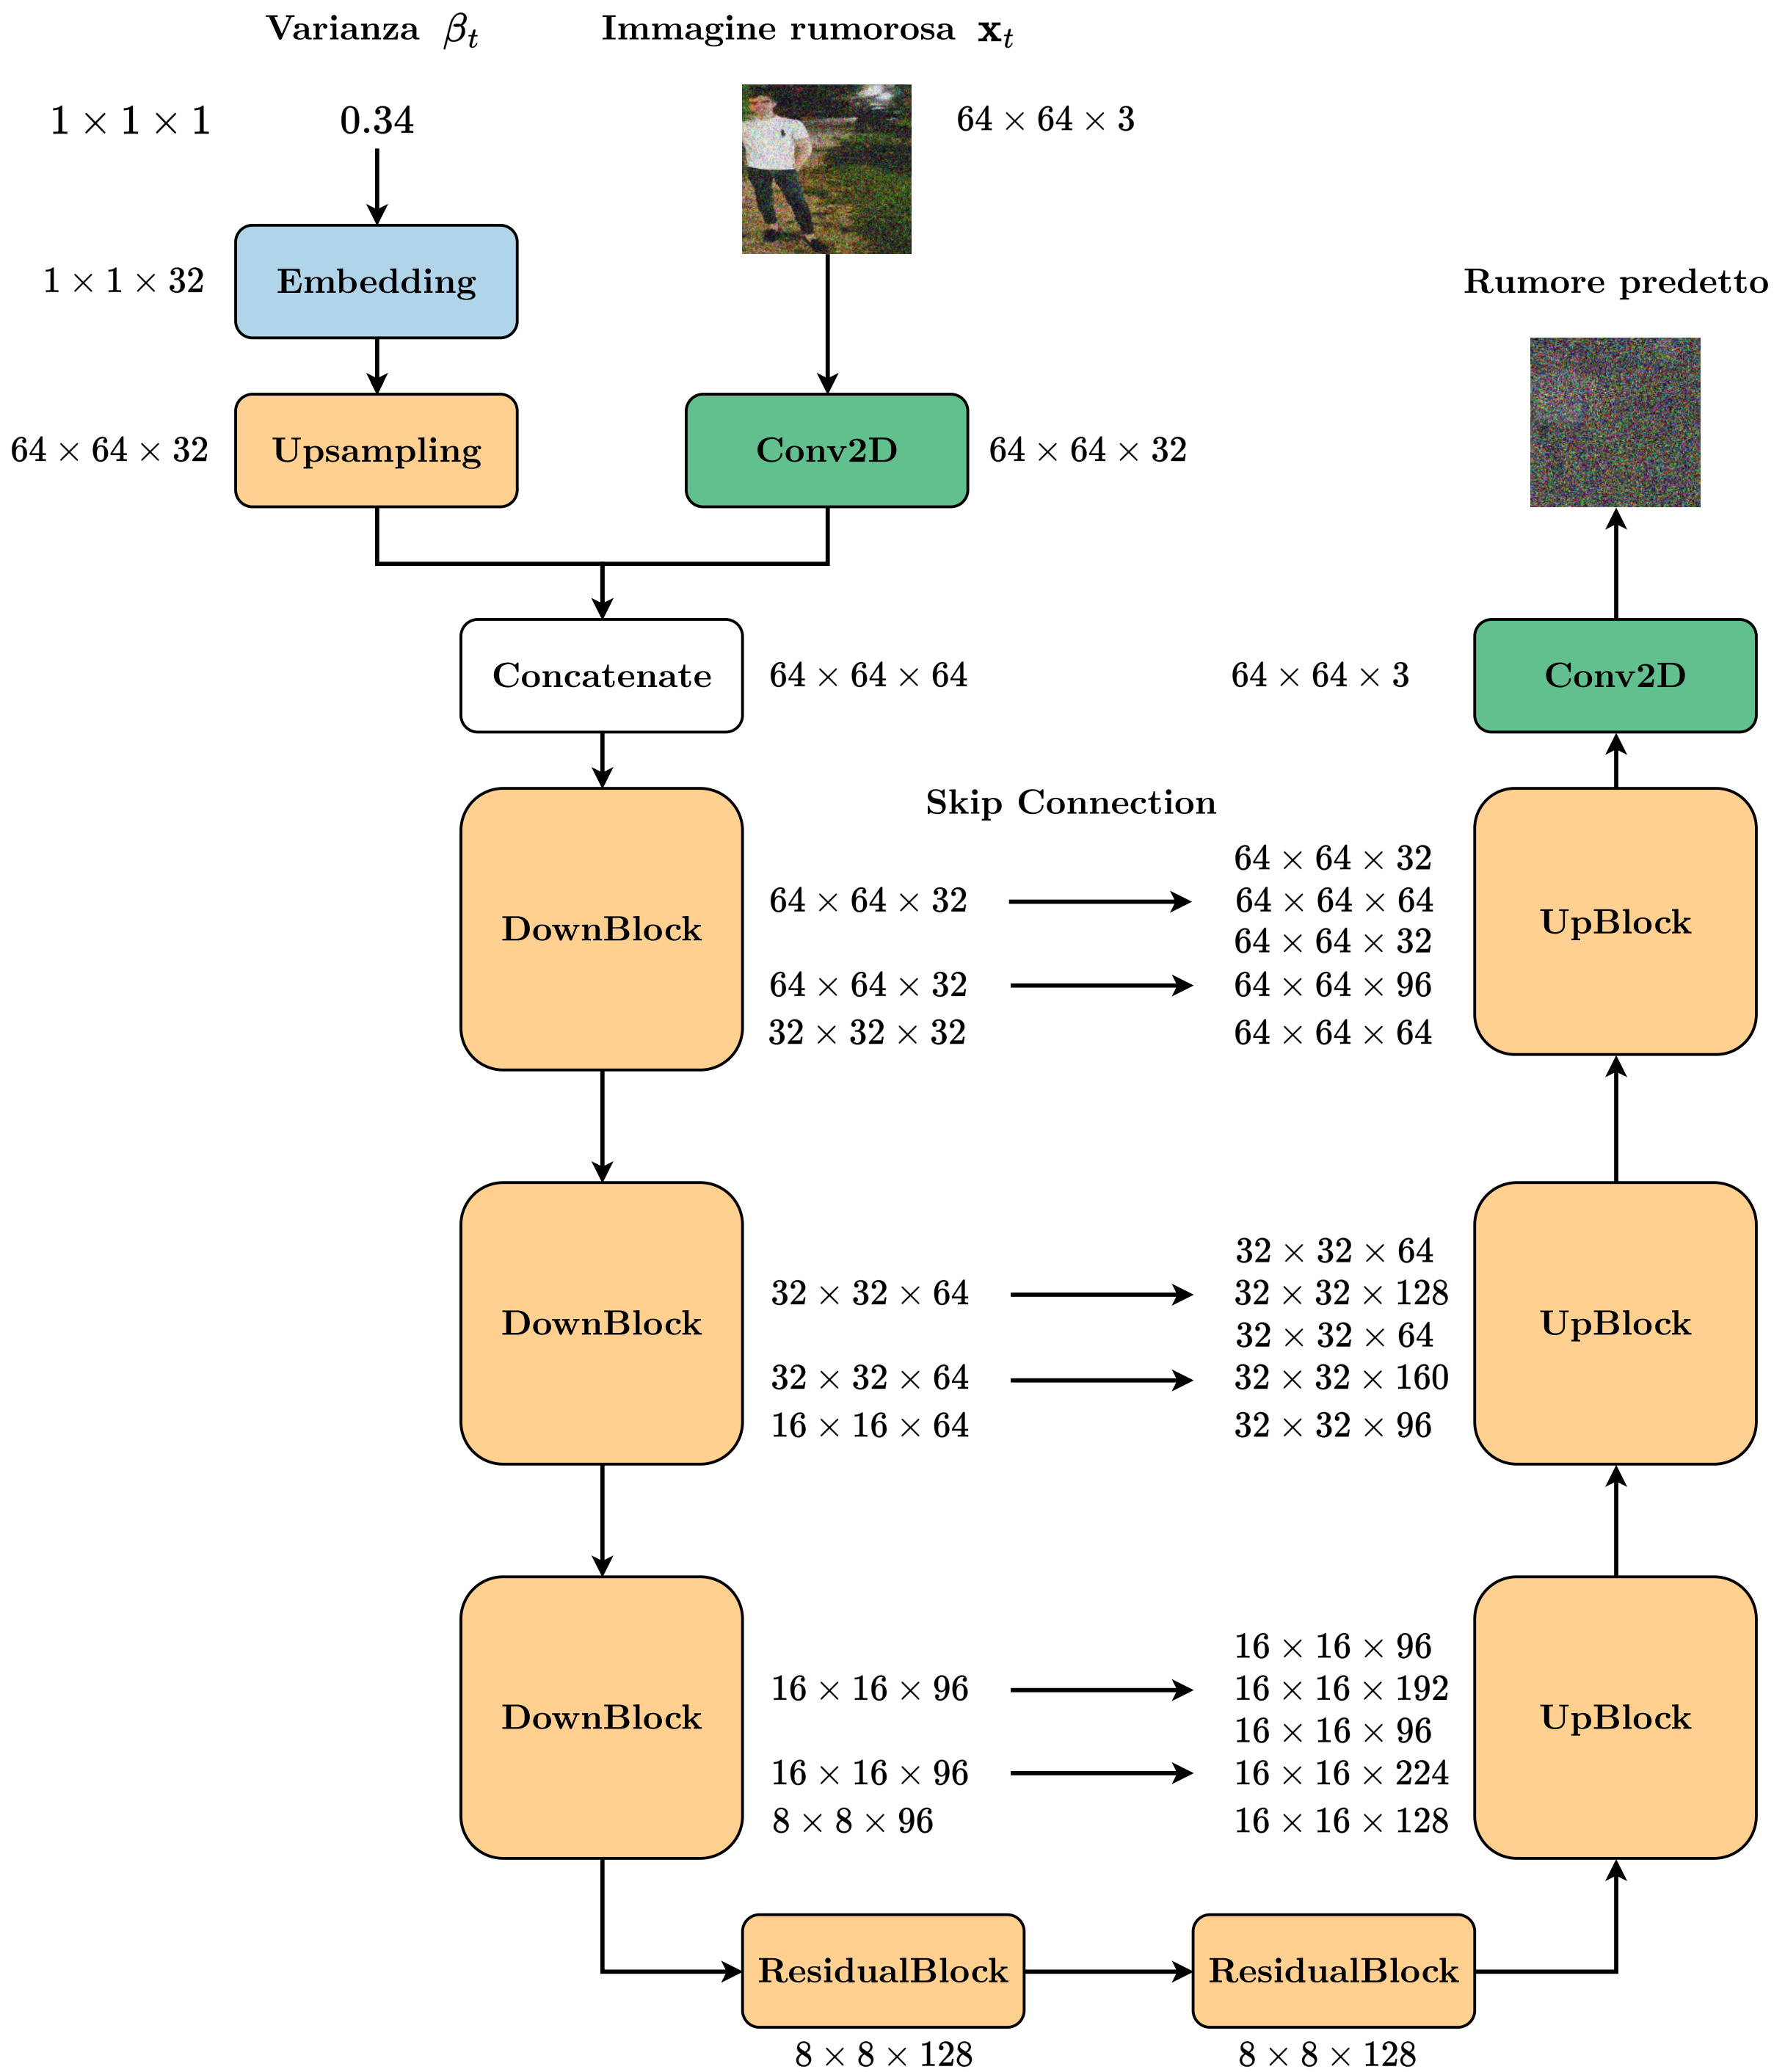 Varianza β_t
Immagine rumorosa x_t
1 × 1 × 1
0.34
64 × 64 × 3
1 × 1 × 32
Embedding
Rumore predetto
64 × 64 × 32
Upsampling
Conv2D
64 × 64 × 32
Concatenate
64 × 64 × 64
64 × 64 × 3
Conv2D
Skip Connection
DownBlock
64 × 64 × 32
64 × 64 × 32
32 × 32 × 32
64 × 64 × 32
64 × 64 × 64
64 × 64 × 32
64 × 64 × 96
64 × 64 × 64
UpBlock
DownBlock
32 × 32 × 64
32 × 32 × 64
16 × 16 × 64
32 × 32 × 64
32 × 32 × 128
32 × 32 × 64
32 × 32 × 160
32 × 32 × 96
UpBlock
DownBlock
16 × 16 × 96
16 × 16 × 96
8 × 8 × 96
16 × 16 × 96
16 × 16 × 192
16 × 16 × 96
16 × 16 × 224
16 × 16 × 128
UpBlock
ResidualBlock
ResidualBlock
8 × 8 × 128
8 × 8 × 128